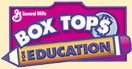 General Mills
BOX TOPS
FOR EDUCATION